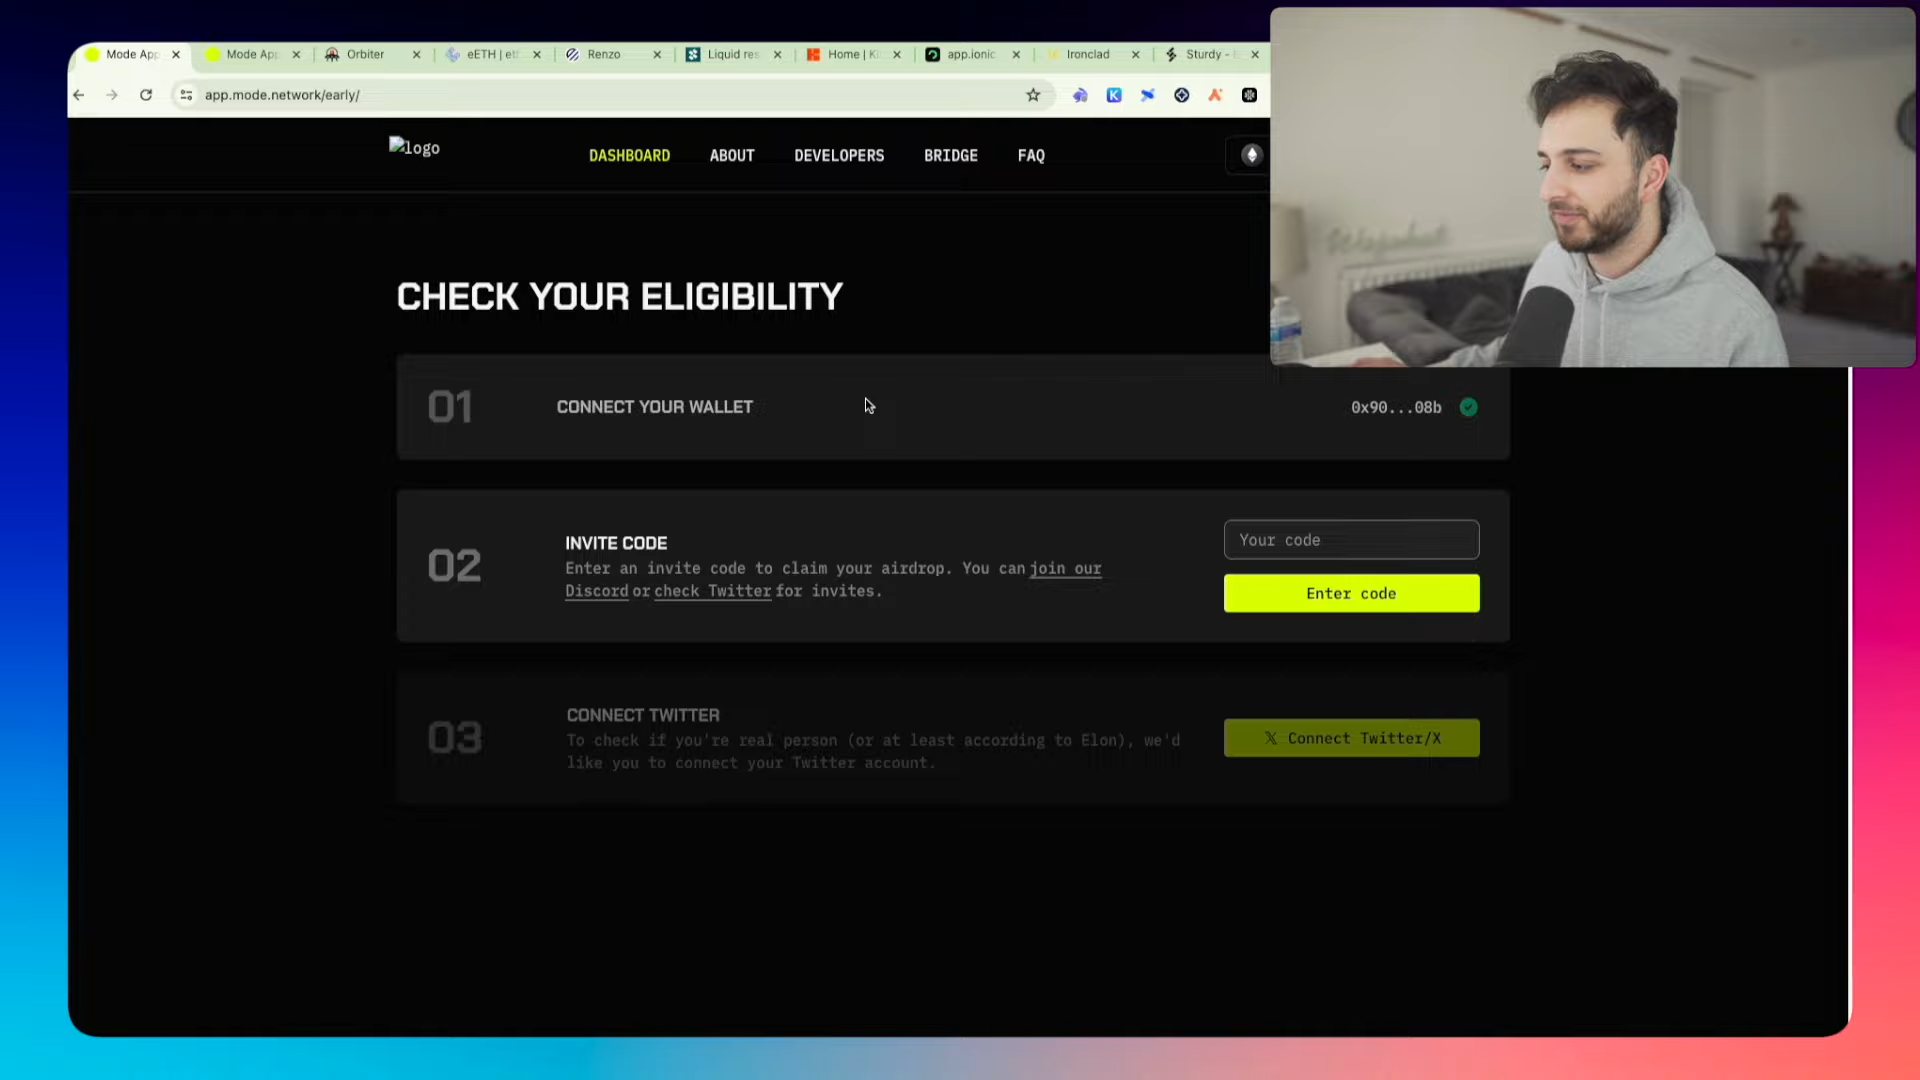 Mode App
Mode App
Orbiter
eETH | et
Renzo
Liquid res
Home | Ki
app.ionic
Ironclad
Sturdy -
app.mode.network/early/
logo
DASHBOARD
ABOUT
DEVELOPERS
BRIDGE
FAQ
CHECK YOUR ELIGIBILITY
01
CONNECT YOUR WALLET
0x90...08b
02
INVITE CODE
Enter an invite code to claim your airdrop. You can join our
Discord or check Twitter for invites.
Your code
Enter code
03
CONNECT TWITTER
To check if you're real person (or at least according to Elon), we'd
like you to connect your Twitter account.
𝕏 Connect Twitter/X